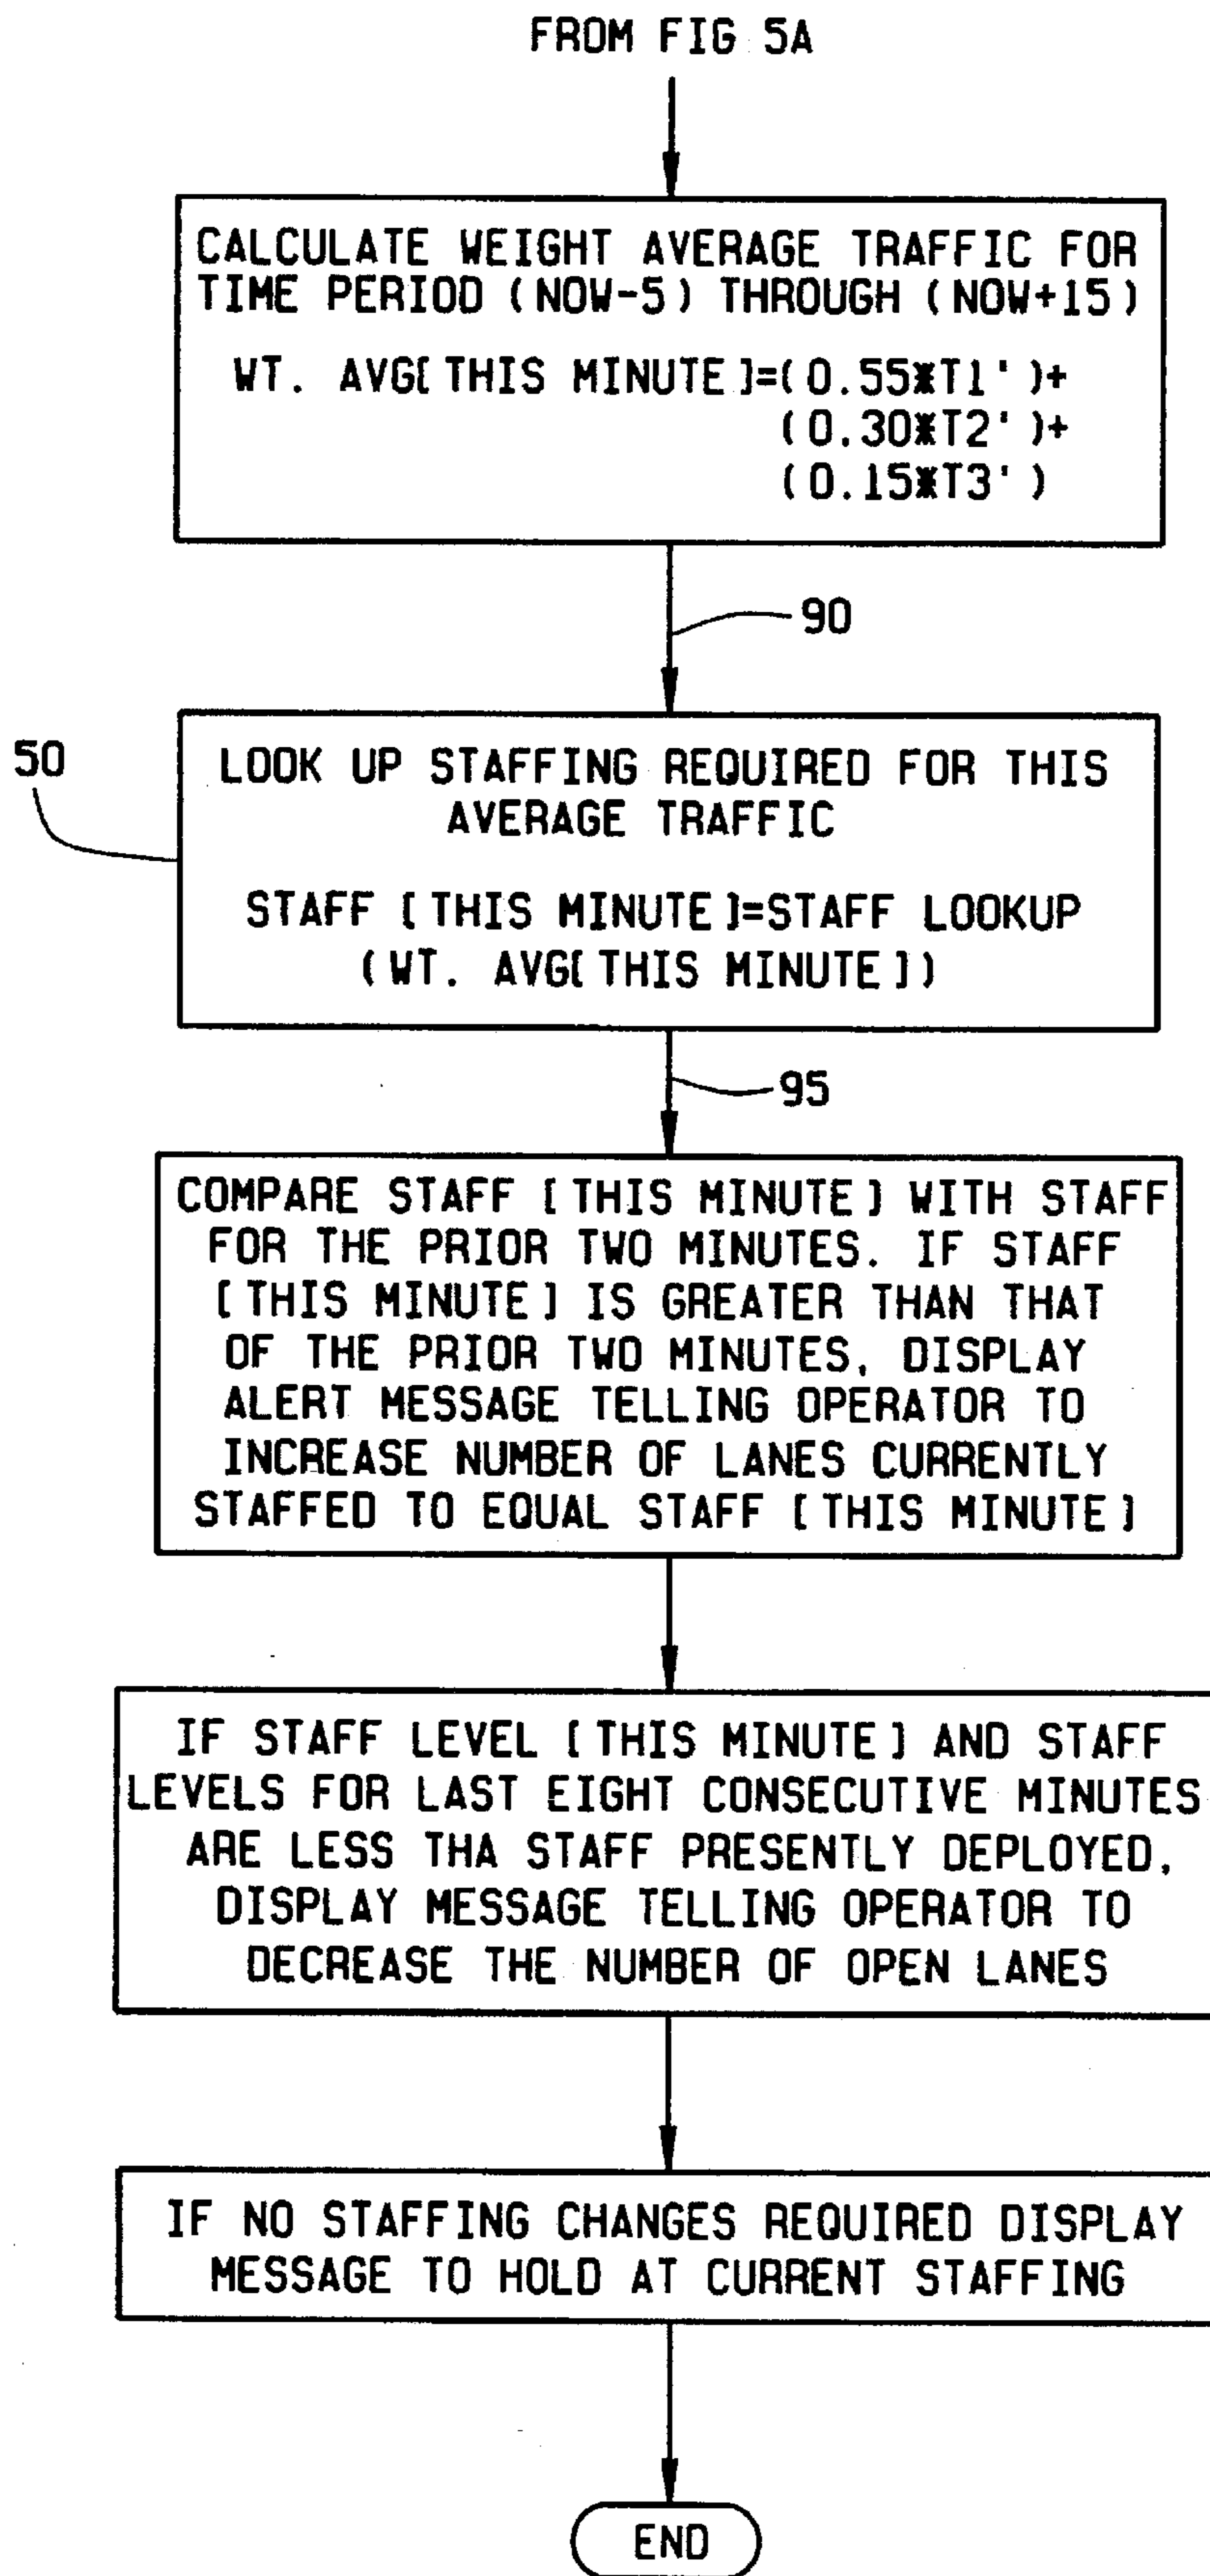 FROM FIG 5A
CALCULATE WEIGHT AVERAGE TRAFFIC FOR
TIME PERIOD (NOW-5) THROUGH (NOW+15)
WT. AVG[THIS MINUTE]=(0.55*T1')+
(0.30*T2')+
(0.15*T3')
90
50
LOOK UP STAFFING REQUIRED FOR THIS
AVERAGE TRAFFIC
STAFF [THIS MINUTE]=STAFF LOOKUP
(WT. AVG[THIS MINUTE])
95
COMPARE STAFF [THIS MINUTE] WITH STAFF
FOR THE PRIOR TWO MINUTES. IF STAFF
[THIS MINUTE] IS GREATER THAN THAT
OF THE PRIOR TWO MINUTES, DISPLAY
ALERT MESSAGE TELLING OPERATOR TO
INCREASE NUMBER OF LANES CURRENTLY
STAFFED TO EQUAL STAFF [THIS MINUTE]
IF STAFF LEVEL [THIS MINUTE] AND STAFF
LEVELS FOR LAST EIGHT CONSECUTIVE MINUTES
ARE LESS THA STAFF PRESENTLY DEPLOYED,
DISPLAY MESSAGE TELLING OPERATOR TO
DECREASE THE NUMBER OF OPEN LANES
IF NO STAFFING CHANGES REQUIRED DISPLAY
MESSAGE TO HOLD AT CURRENT STAFFING
END